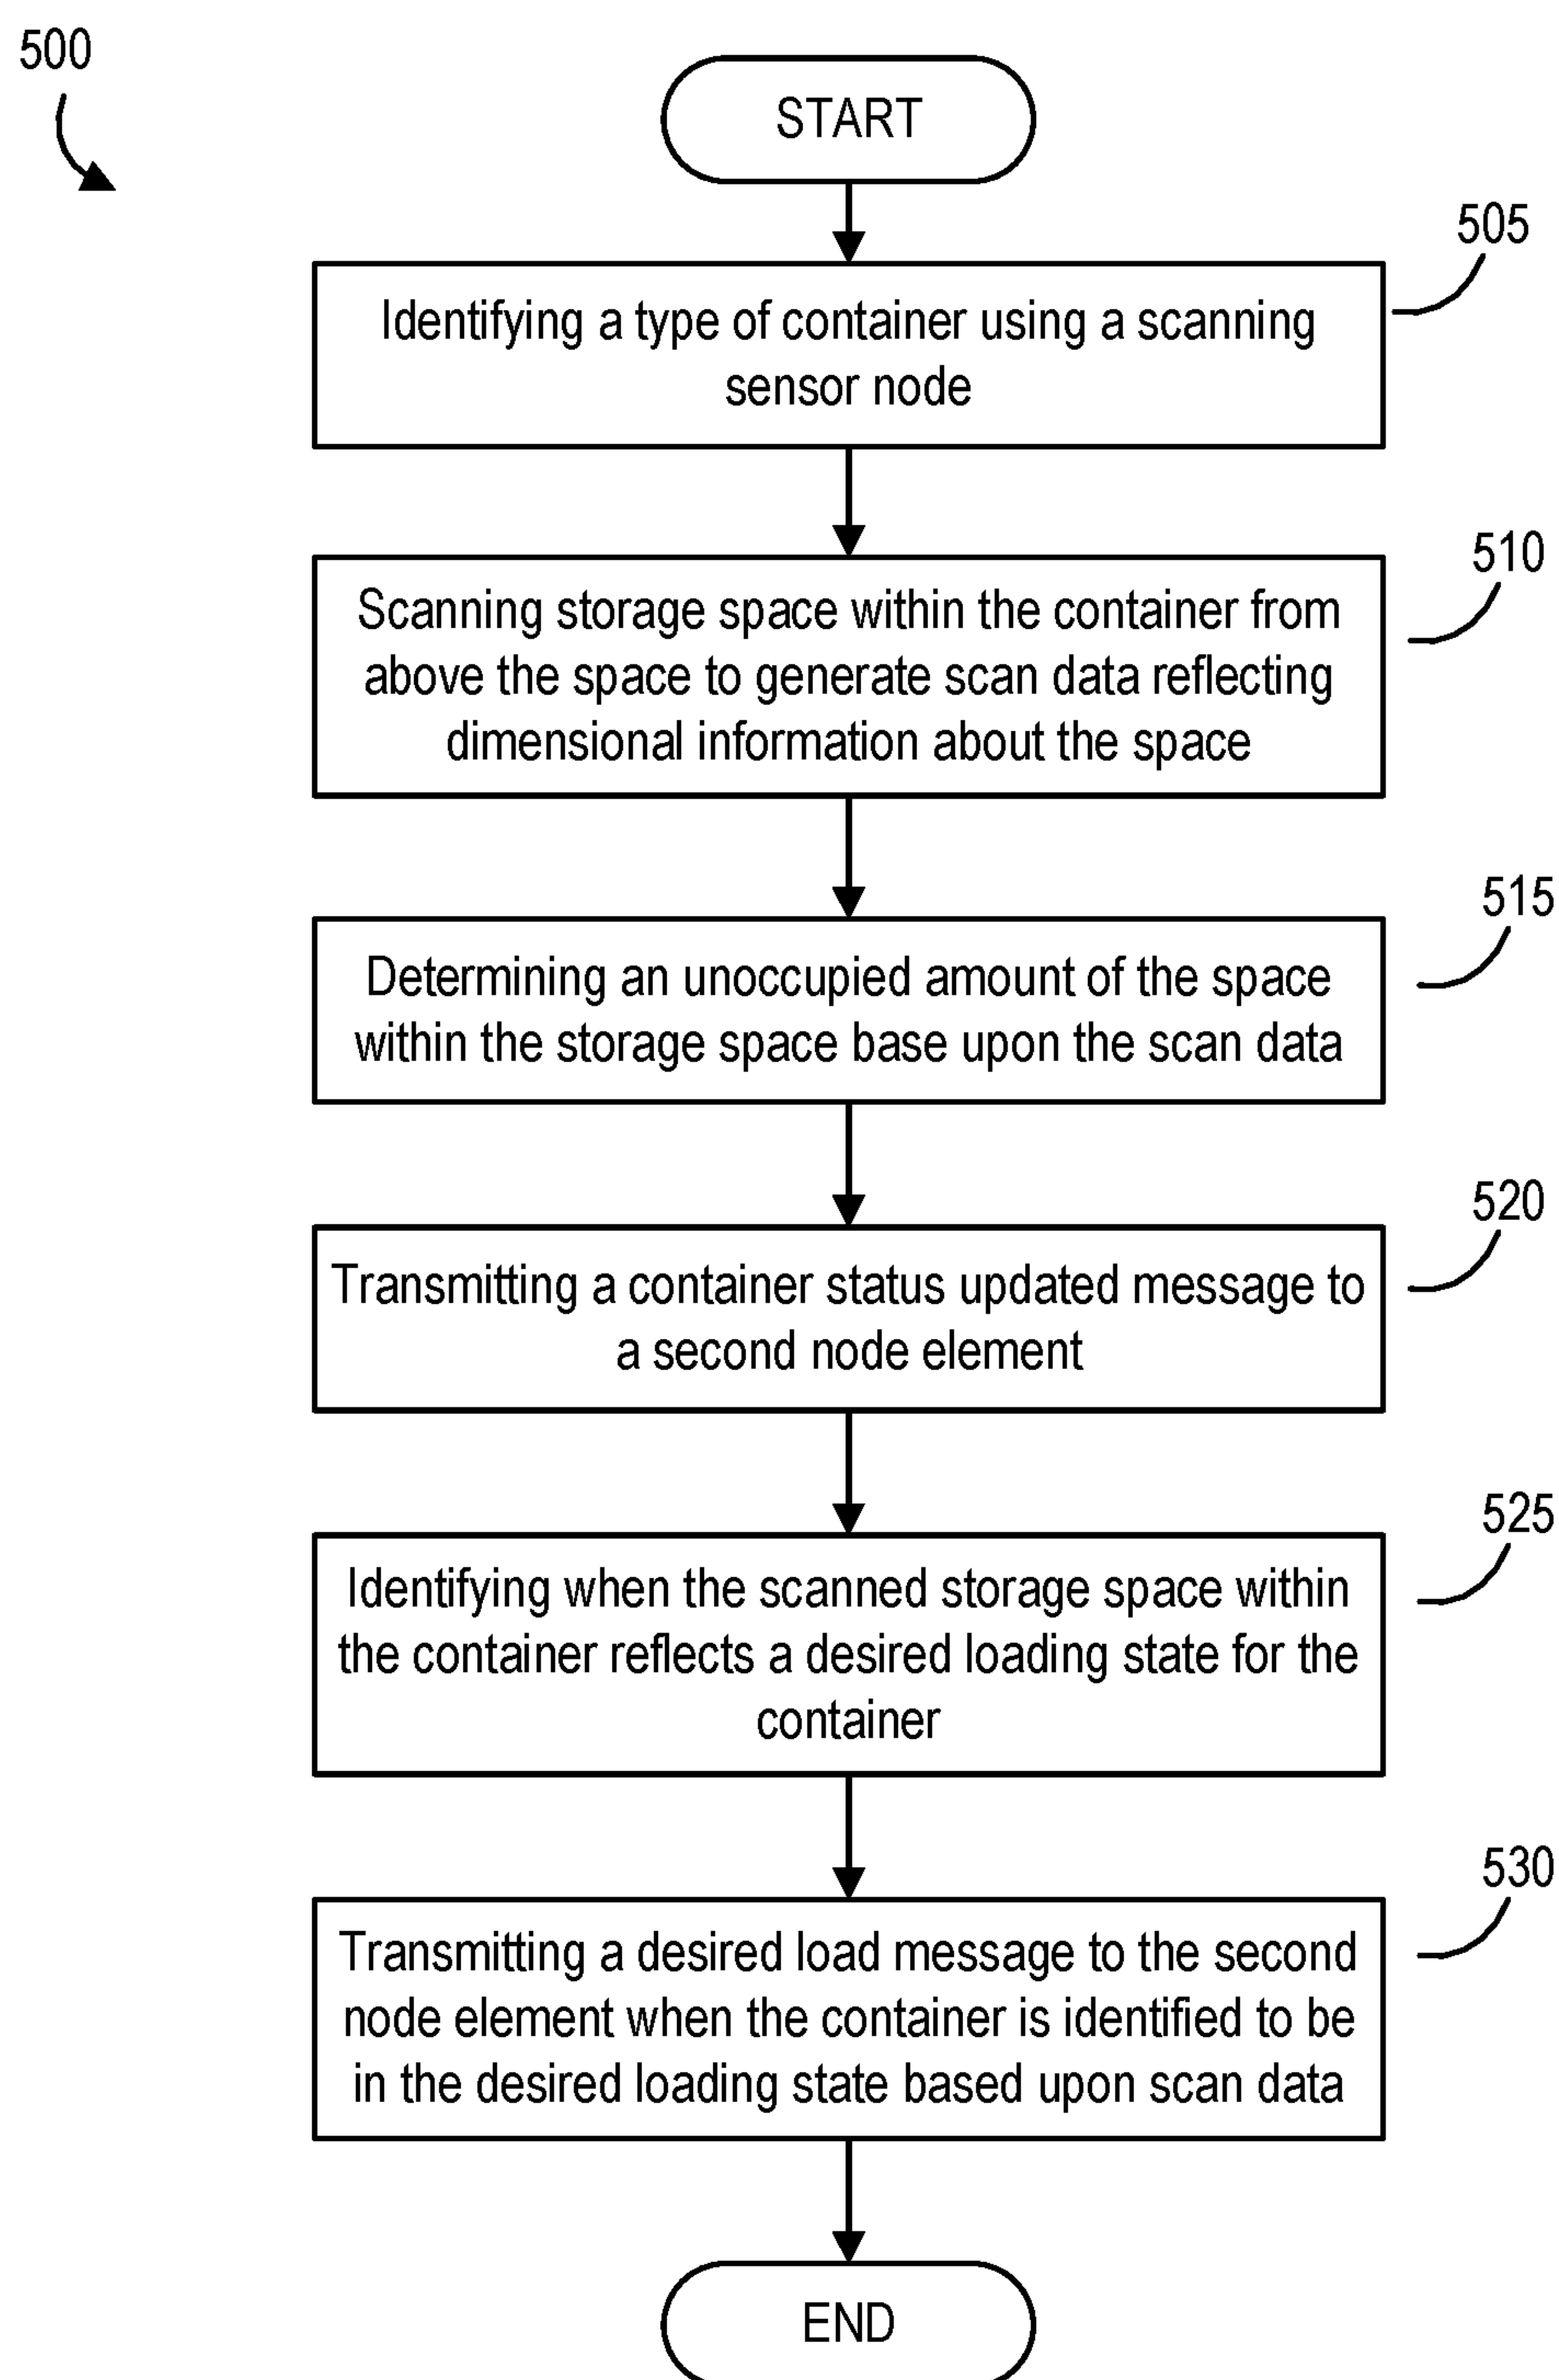 500
START
505
Identifying a type of container using a scanning
sensor node
510
Scanning storage space within the container from
above the space to generate scan data reflecting
dimensional information about the space
515
Determining an unoccupied amount of the space
within the storage space base upon the scan data
520
Transmitting a container status updated message to
a second node element
525
Identifying when the scanned storage space within
the container reflects a desired loading state for the
container
530
Transmitting a desired load message to the second
node element when the container is identified to be
in the desired loading state based upon scan data
END